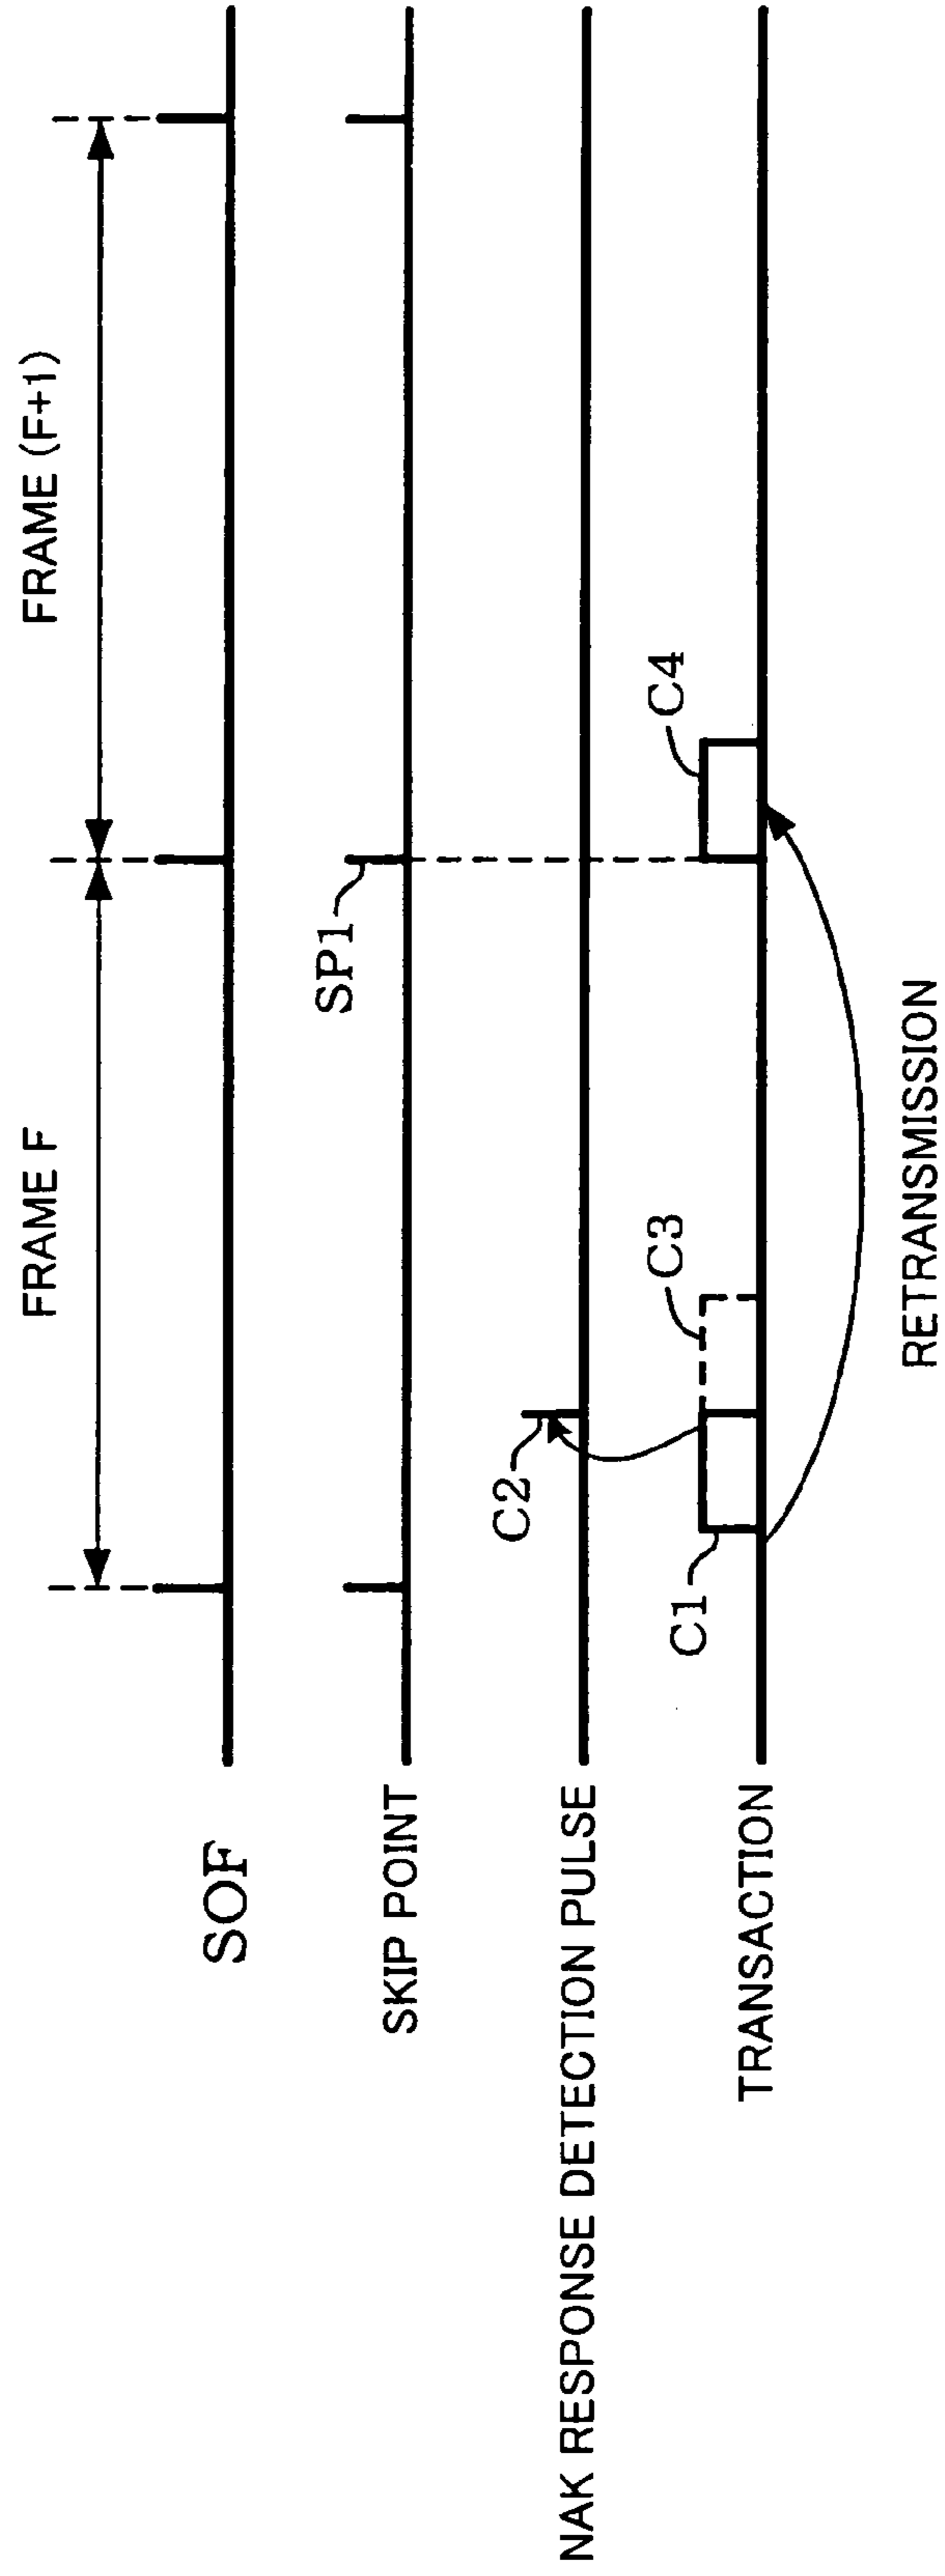 FRAME F
FRAME (F+1)
SOF
SP1
SKIP POINT
C2
NAK RESPONSE DETECTION PULSE
C1
C3
C4
TRANSACTION
RETRANSMISSION